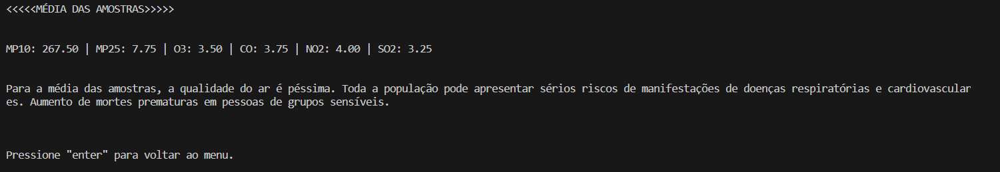 <<<<<MÉDIA DAS AMOSTRAS>>>>>
MP10: 267.50 | MP25: 7.75 | O3: 3.50 | CO: 3.75 | NO2: 4.00 | SO2: 3.25
Para a média das amostras, a qualidade do ar é péssima. Toda a população pode apresentar sérios riscos de manifestações de doenças respiratórias e cardiovascular
es. Aumento de mortes prematuras em pessoas de grupos sensíveis.
Pressione "enter" para voltar ao menu.